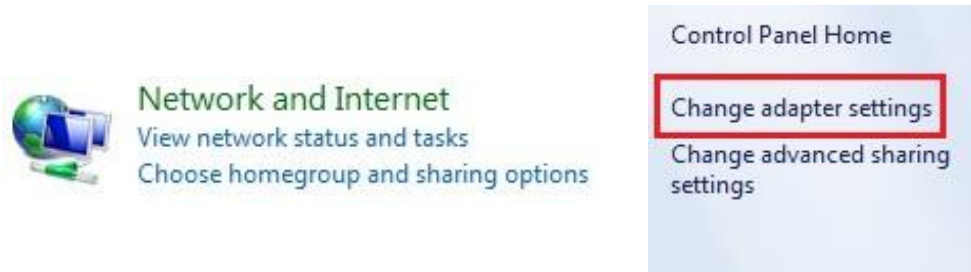 Network and Internet
View network status and tasks
Choose homegroup and sharing options
Control Panel Home
Change adapter settings
Change advanced sharing
settings